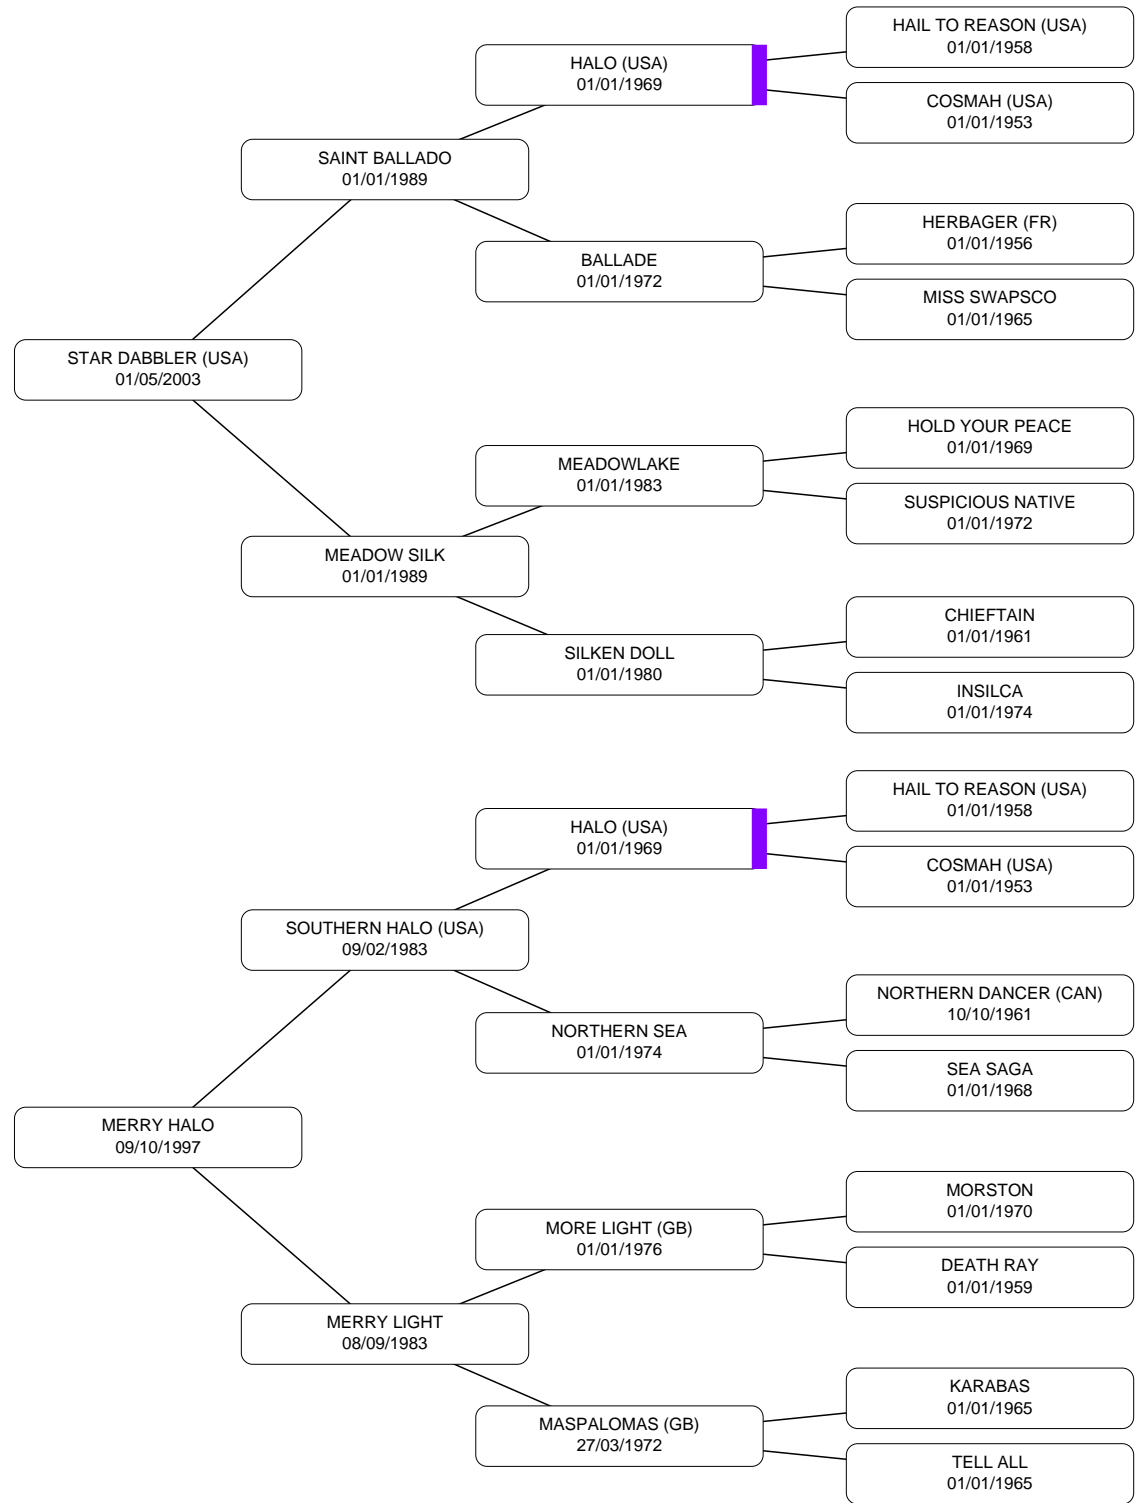 HAIL TO REASON (USA)
01/01/1958
HALO (USA)
01/01/1969
COSMAH (USA)
01/01/1953
SAINT BALLADO
01/01/1989
HERBAGER (FR)
01/01/1956
BALLADE
01/01/1972
MISS SWAPSCO
01/01/1965
STAR DABBLER (USA)
01/05/2003
HOLD YOUR PEACE
01/01/1969
MEADOWLAKE
01/01/1983
SUSPICIOUS NATIVE
01/01/1972
MEADOW SILK
01/01/1989
CHIEFTAIN
01/01/1961
SILKEN DOLL
01/01/1980
INSILCA
01/01/1974
HAIL TO REASON (USA)
01/01/1958
HALO (USA)
01/01/1969
COSMAH (USA)
01/01/1953
SOUTHERN HALO (USA)
09/02/1983
NORTHERN DANCER (CAN)
10/10/1961
NORTHERN SEA
01/01/1974
SEA SAGA
01/01/1968
MERRY HALO
09/10/1997
MORSTON
01/01/1970
MORE LIGHT (GB)
01/01/1976
DEATH RAY
01/01/1959
MERRY LIGHT
08/09/1983
KARABAS
01/01/1965
MASPALOMAS (GB)
27/03/1972
TELL ALL
01/01/1965